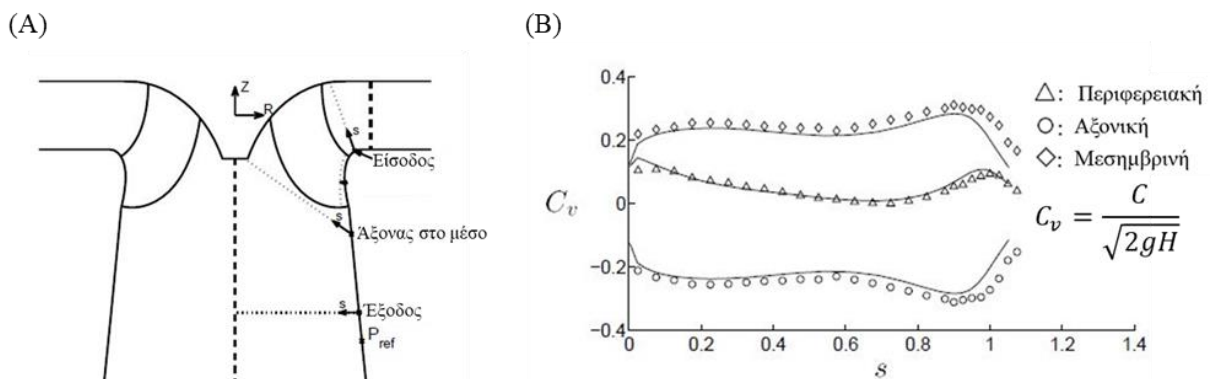 (A)
Z
R
s
Είσοδος
s
Άξονας στο μέσο
s
Έξοδος
P_ref
(B)
0.4
0.2
0
−0.2
−0.4
C_v
0 0.2 0.4 0.6 0.8 1 1.2 1.4
s
△: Περιφερειακή
○: Αξονική
◇: Μεσημβρινή
C_v = C / √2gH